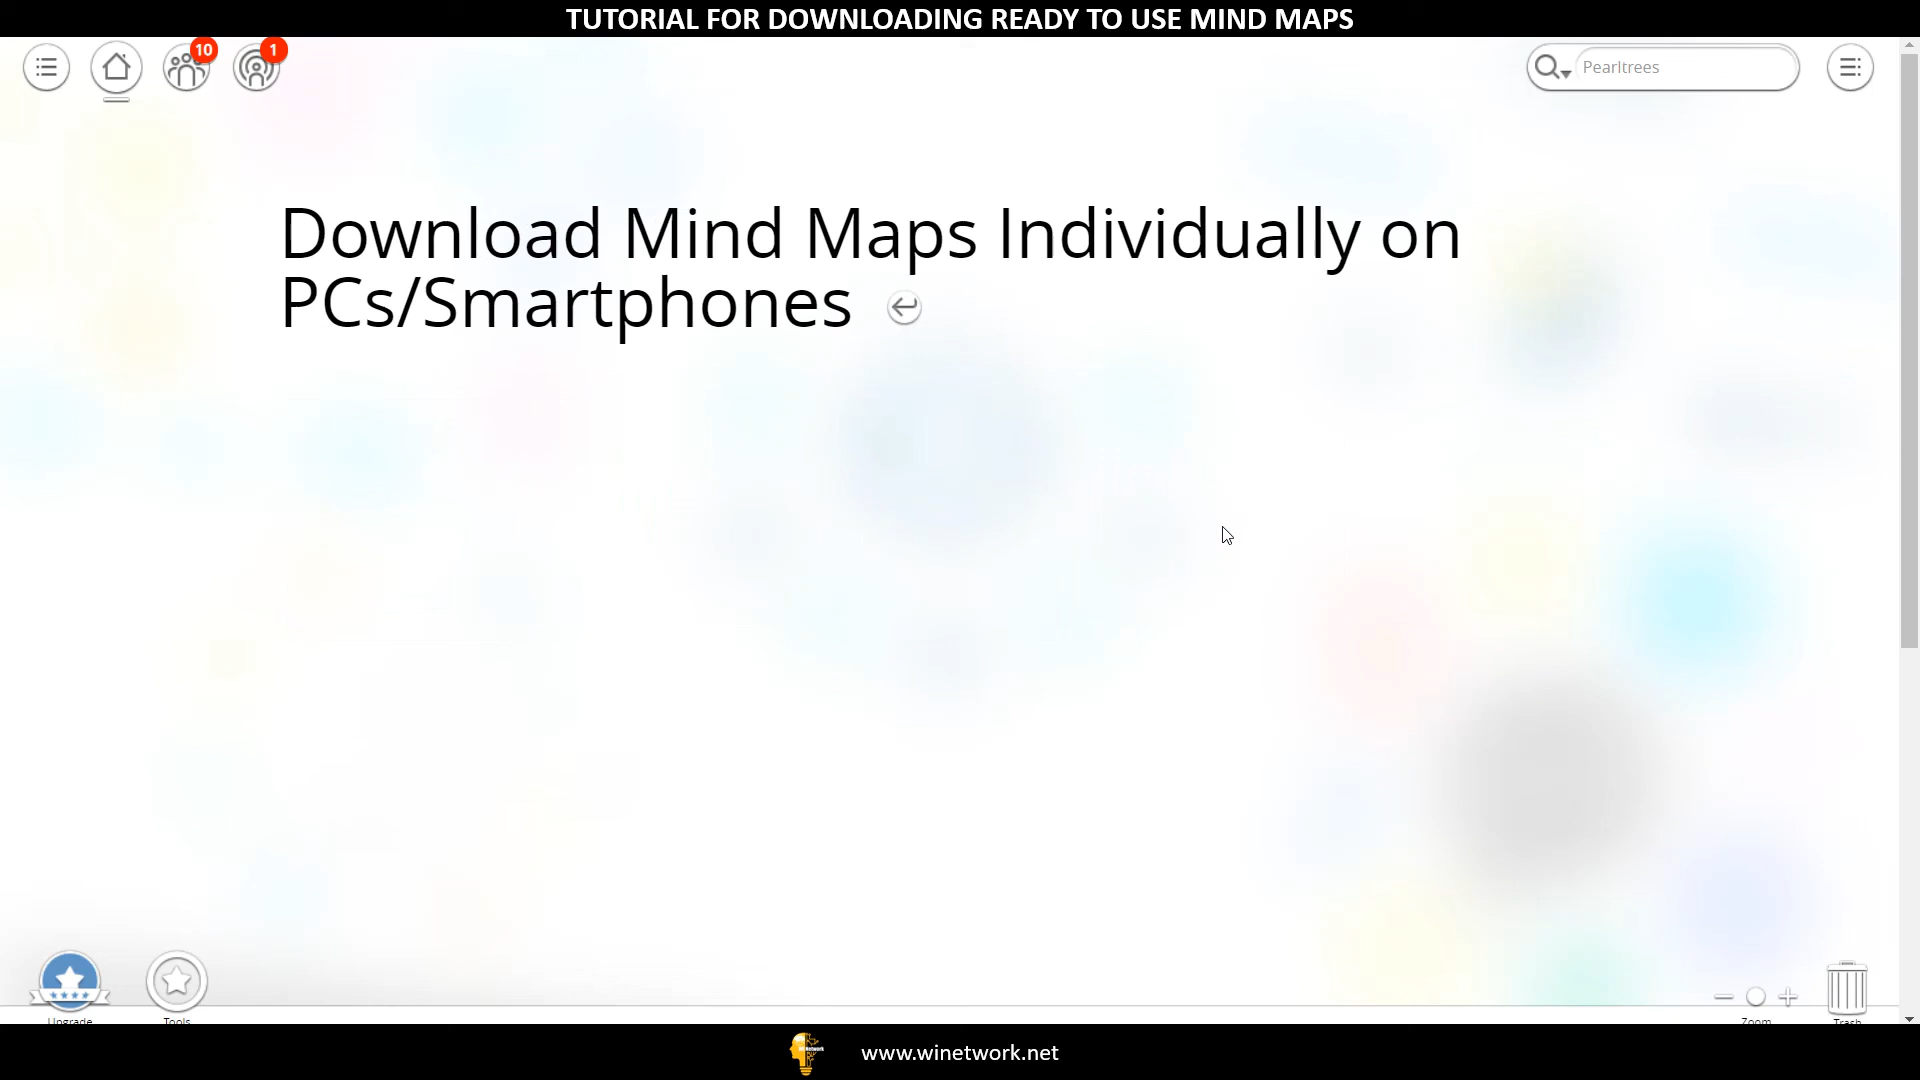 TUTORIAL FOR DOWNLOADING READY TO USE MIND MAPS
10
1
Pearltrees
Download Mind Maps Individually on
PCs/Smartphones
Upgrade
Tools
Zoom
Trash
www.winetwork.net